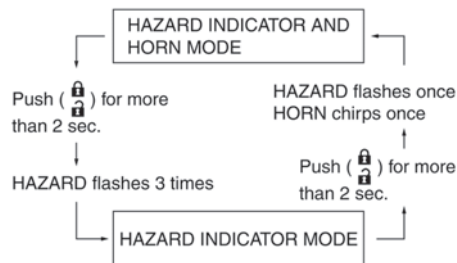 HAZARD INDICATOR AND
HORN MODE
Push ( ) for more
than 2 sec.
HAZARD flashes 3 times
HAZARD INDICATOR MODE
Push ( ) for more
than 2 sec.
HAZARD flashes once
HORN chirps once